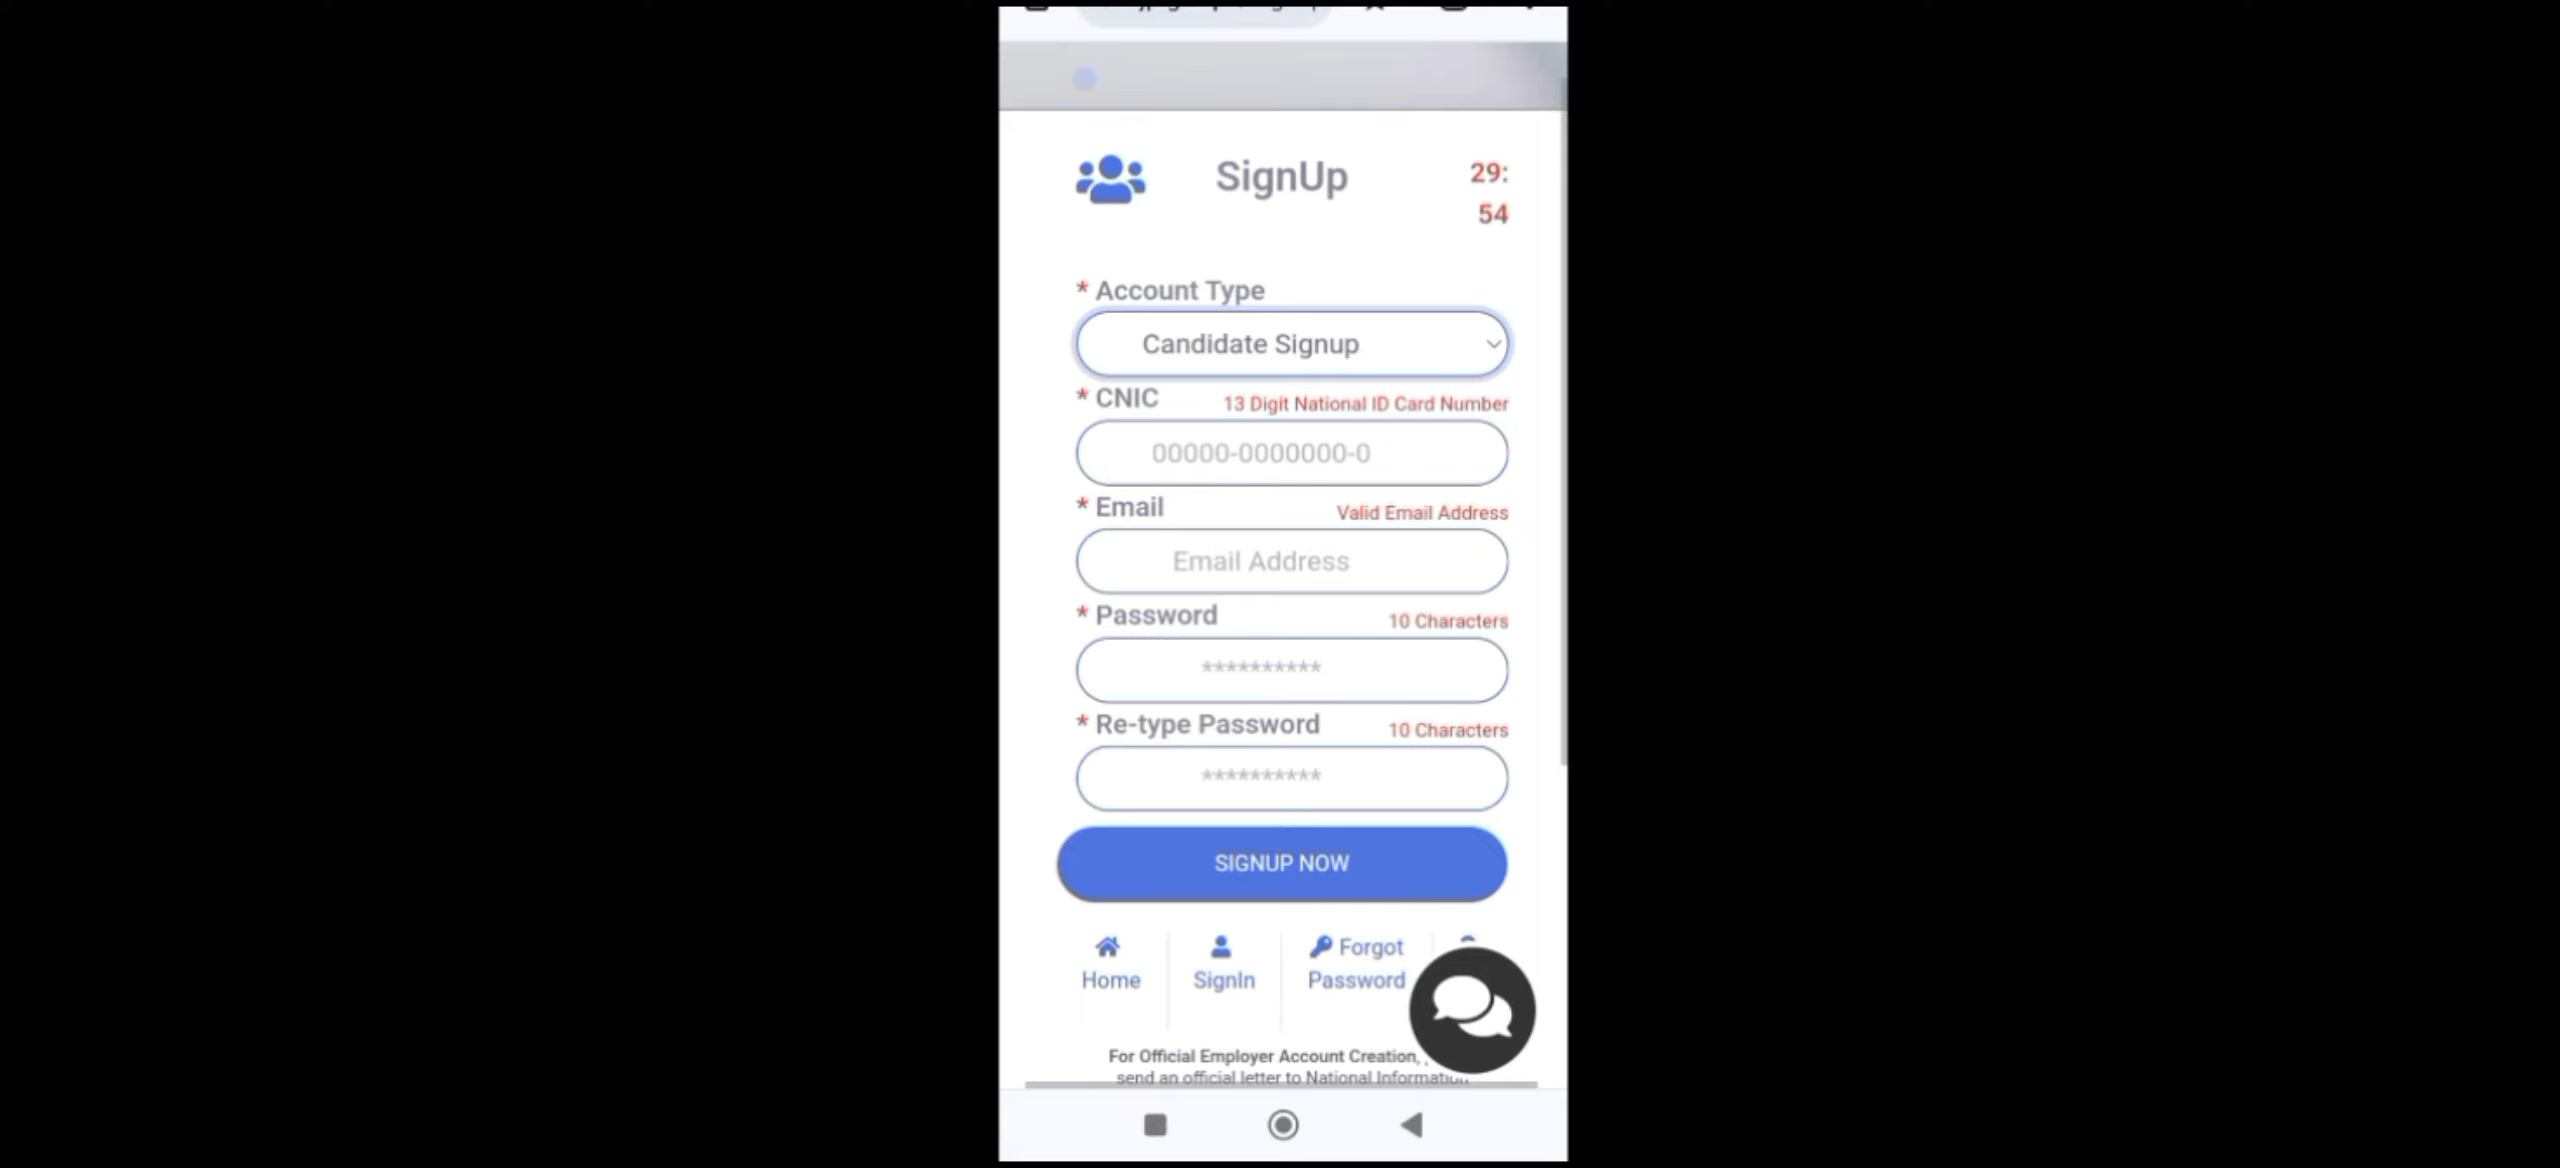 SignUp
29:
54
* Account Type
Candidate Signup
* CNIC 13 Digit National ID Card Number
00000-0000000-0
* Email Valid Email Address
Email Address
* Password 10 Characters
**********
* Re-type Password 10 Characters
**********
SIGNUP NOW
Home
SignIn
Forgot
Password
For Official Employer Account Creation,
send an official letter to National Information